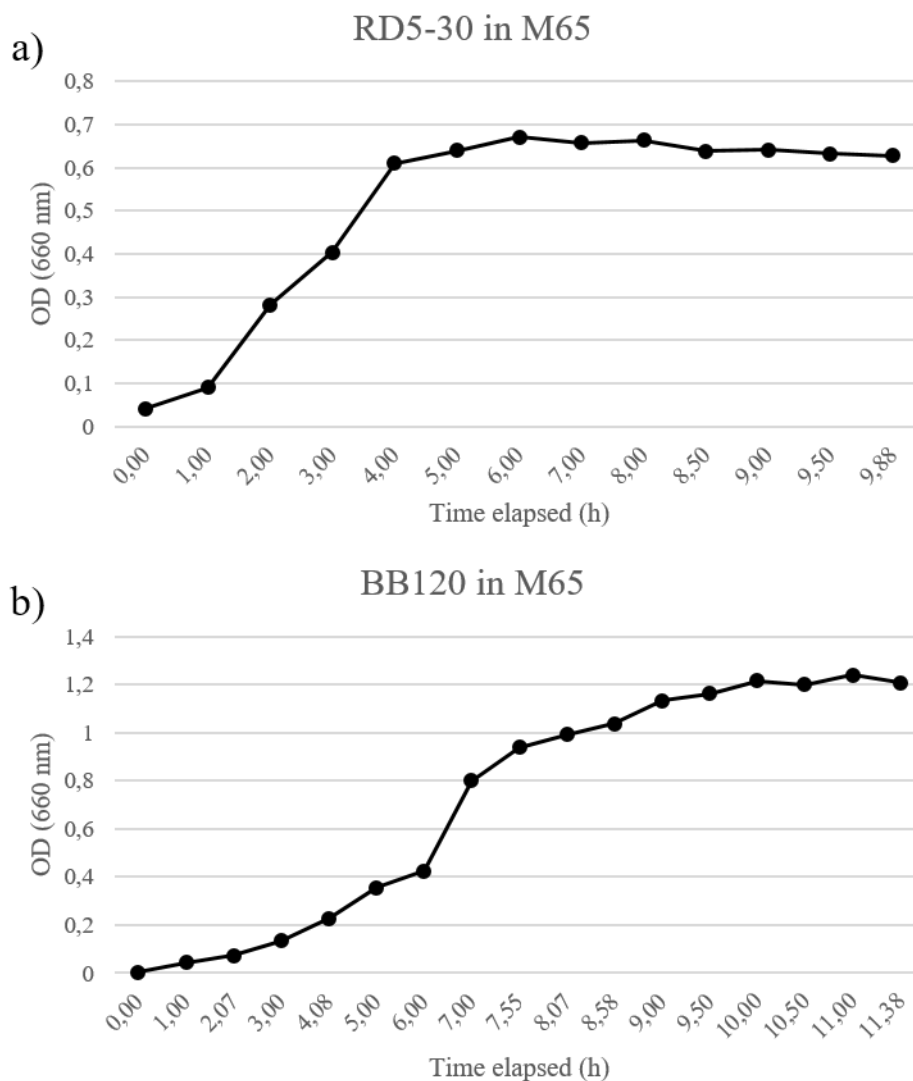 a)
RD5-30 in M65
0,8
0,7
0,6
0,5
0,4
0,3
0,2
0,1
0
OD (660 nm)
0,00 1,00 2,00 3,00 4,00 5,00 6,00 7,00 8,00 8,50 9,00 9,50 9,88
Time elapsed (h)
b)
BB120 in M65
1,4
1,2
1
0,8
0,6
0,4
0,2
0
OD (660 nm)
0,00 1,00 2,07 3,00 4,08 5,00 6,00 7,00 7,55 8,07 8,58 9,00 9,50 10,00 10,50 11,00 11,38
Time elapsed (h)